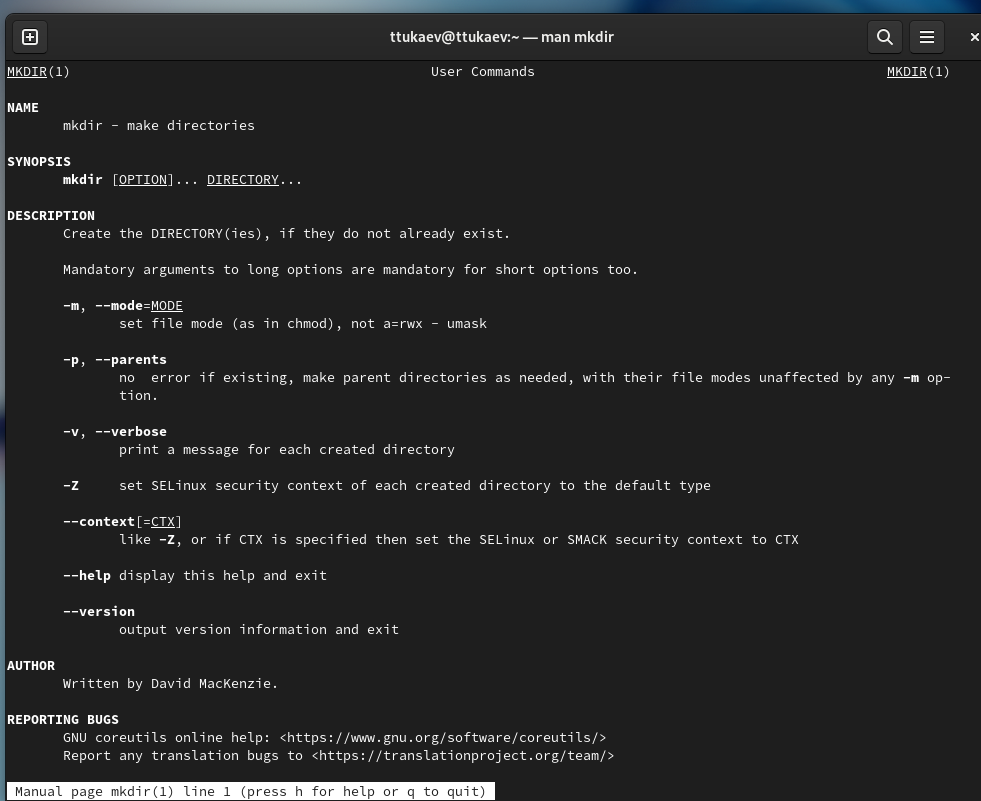 ttukaev@ttukaev:~ — man mkdir
MKDIR(1) User Commands MKDIR(1)
NAME
mkdir - make directories
SYNOPSIS
mkdir [OPTION]... DIRECTORY...
DESCRIPTION
Create the DIRECTORY(ies), if they do not already exist.
Mandatory arguments to long options are mandatory for short options too.
-m, --mode=MODE
set file mode (as in chmod), not a=rwx - umask
-p, --parents
no  error if existing, make parent directories as needed, with their file modes unaffected by any -m op-
tion.
-v, --verbose
print a message for each created directory
-Z     set SELinux security context of each created directory to the default type
--context[=CTX]
like -Z, or if CTX is specified then set the SELinux or SMACK security context to CTX
--help display this help and exit
--version
output version information and exit
AUTHOR
Written by David MacKenzie.
REPORTING BUGS
GNU coreutils online help: <https://www.gnu.org/software/coreutils/>
Report any translation bugs to <https://translationproject.org/team/>
Manual page mkdir(1) line 1 (press h for help or q to quit)